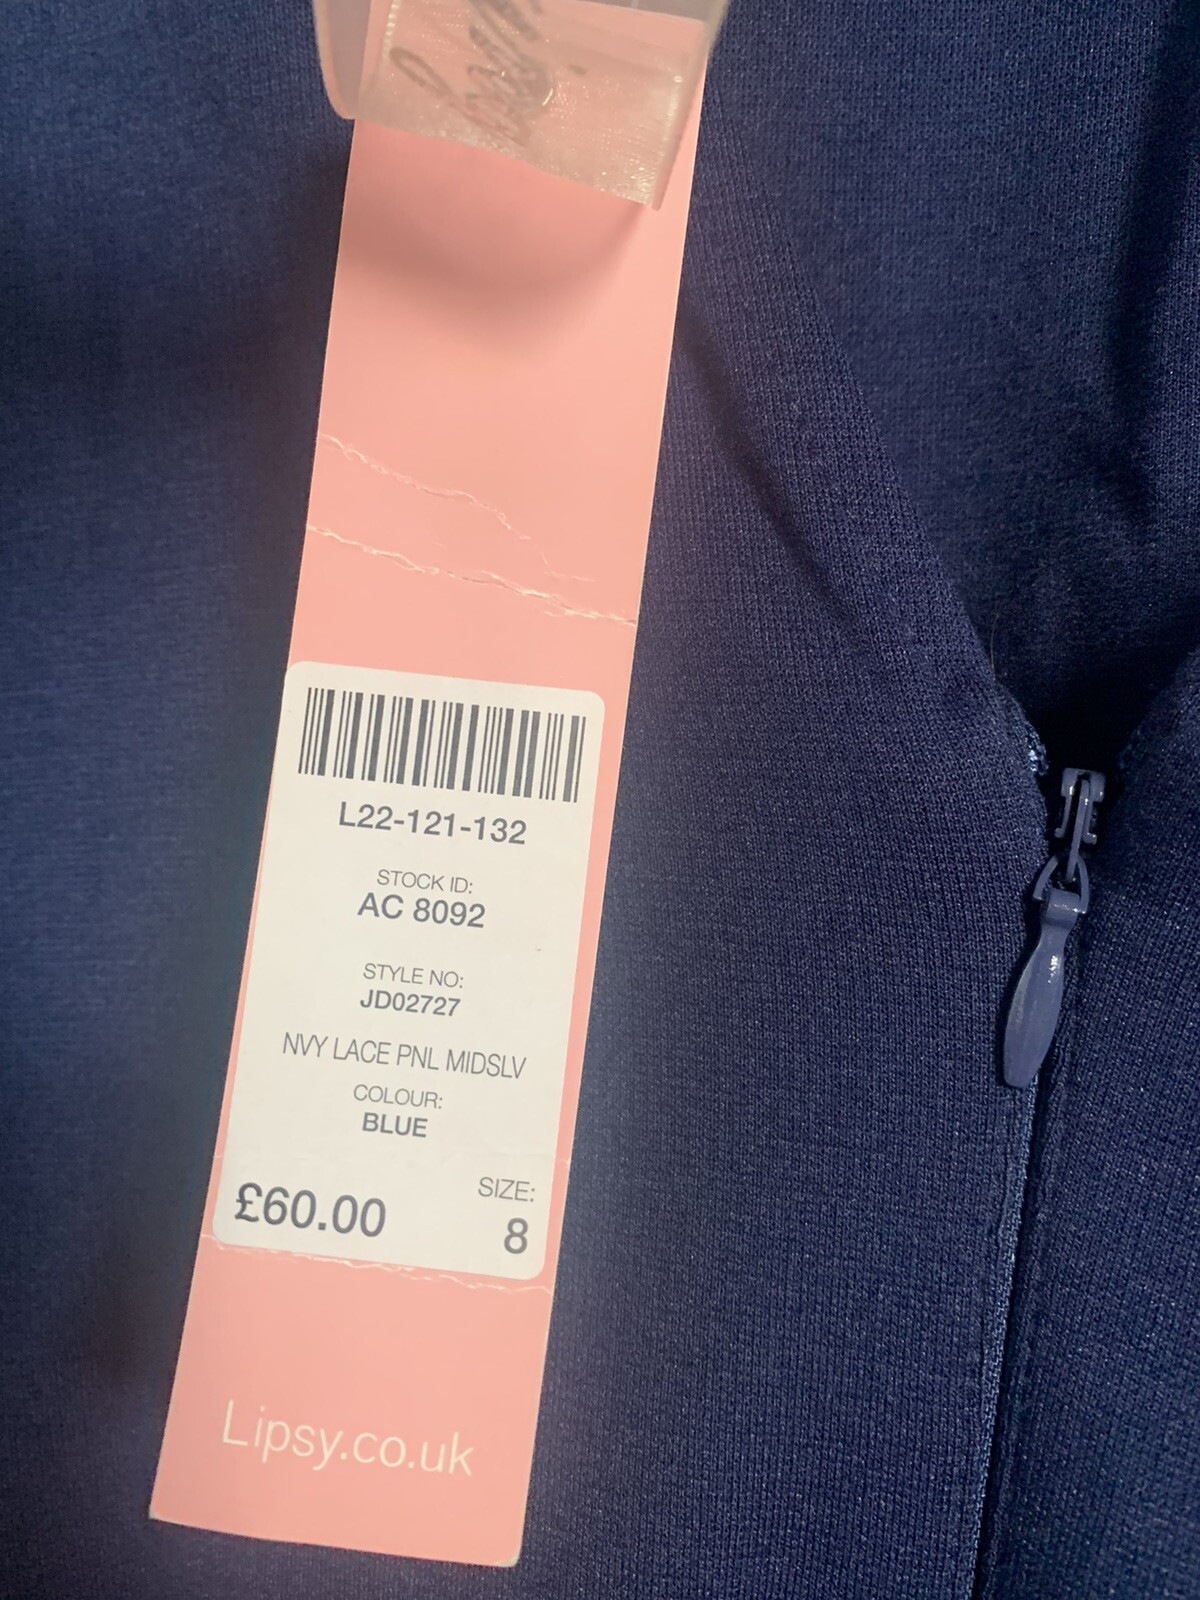 L22-121-132
STOCK ID:
AC 8092
STYLE NO:
JD02727
NVY LACE PNL MIDSLV
COLOUR:
BLUE
£60.00
SIZE:
8
Lipsy.co.uk